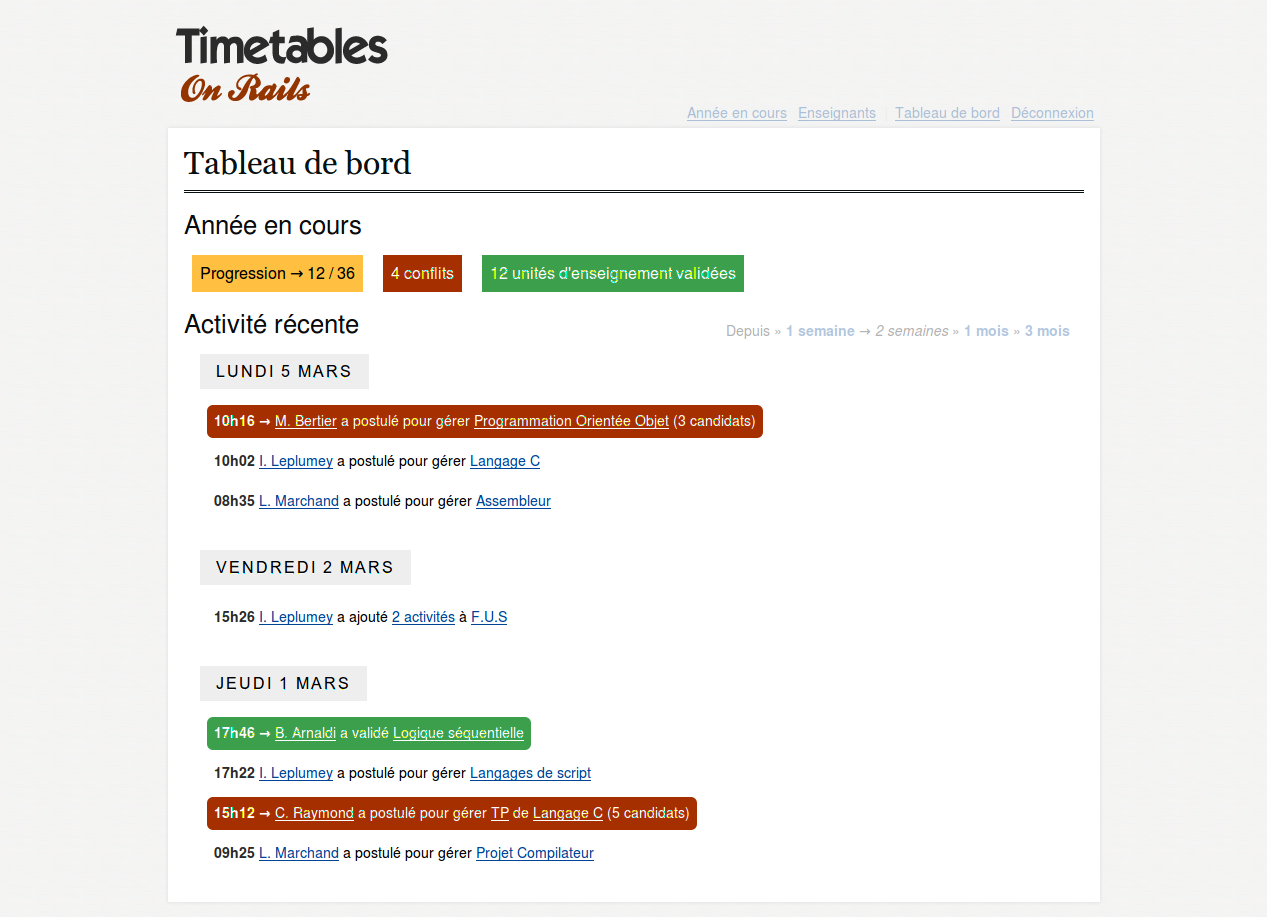 Timetables
On Rails
Année en cours Enseignants Tableau de bord Déconnexion
Tableau de bord
Année en cours
Progression → 12 / 36
4 conflits
12 unités d'enseignement validées
Activité récente
Depuis » 1 semaine → 2 semaines » 1 mois » 3 mois
LUNDI 5 MARS
10h16 → M. Bertier a postulé pour gérer Programmation Orientée Objet (3 candidats)
10h02 I. Leplumey a postulé pour gérer Langage C
08h35 L. Marchand a postulé pour gérer Assembleur
VENDREDI 2 MARS
15h26 I. Leplumey a ajouté 2 activités à F.U.S
JEUDI 1 MARS
17h46 → B. Arnaldi a validé Logique séquentielle
17h22 I. Leplumey a postulé pour gérer Langages de script
15h12 → C. Raymond a postulé pour gérer TP de Langage C (5 candidats)
09h25 L. Marchand a postulé pour gérer Projet Compilateur